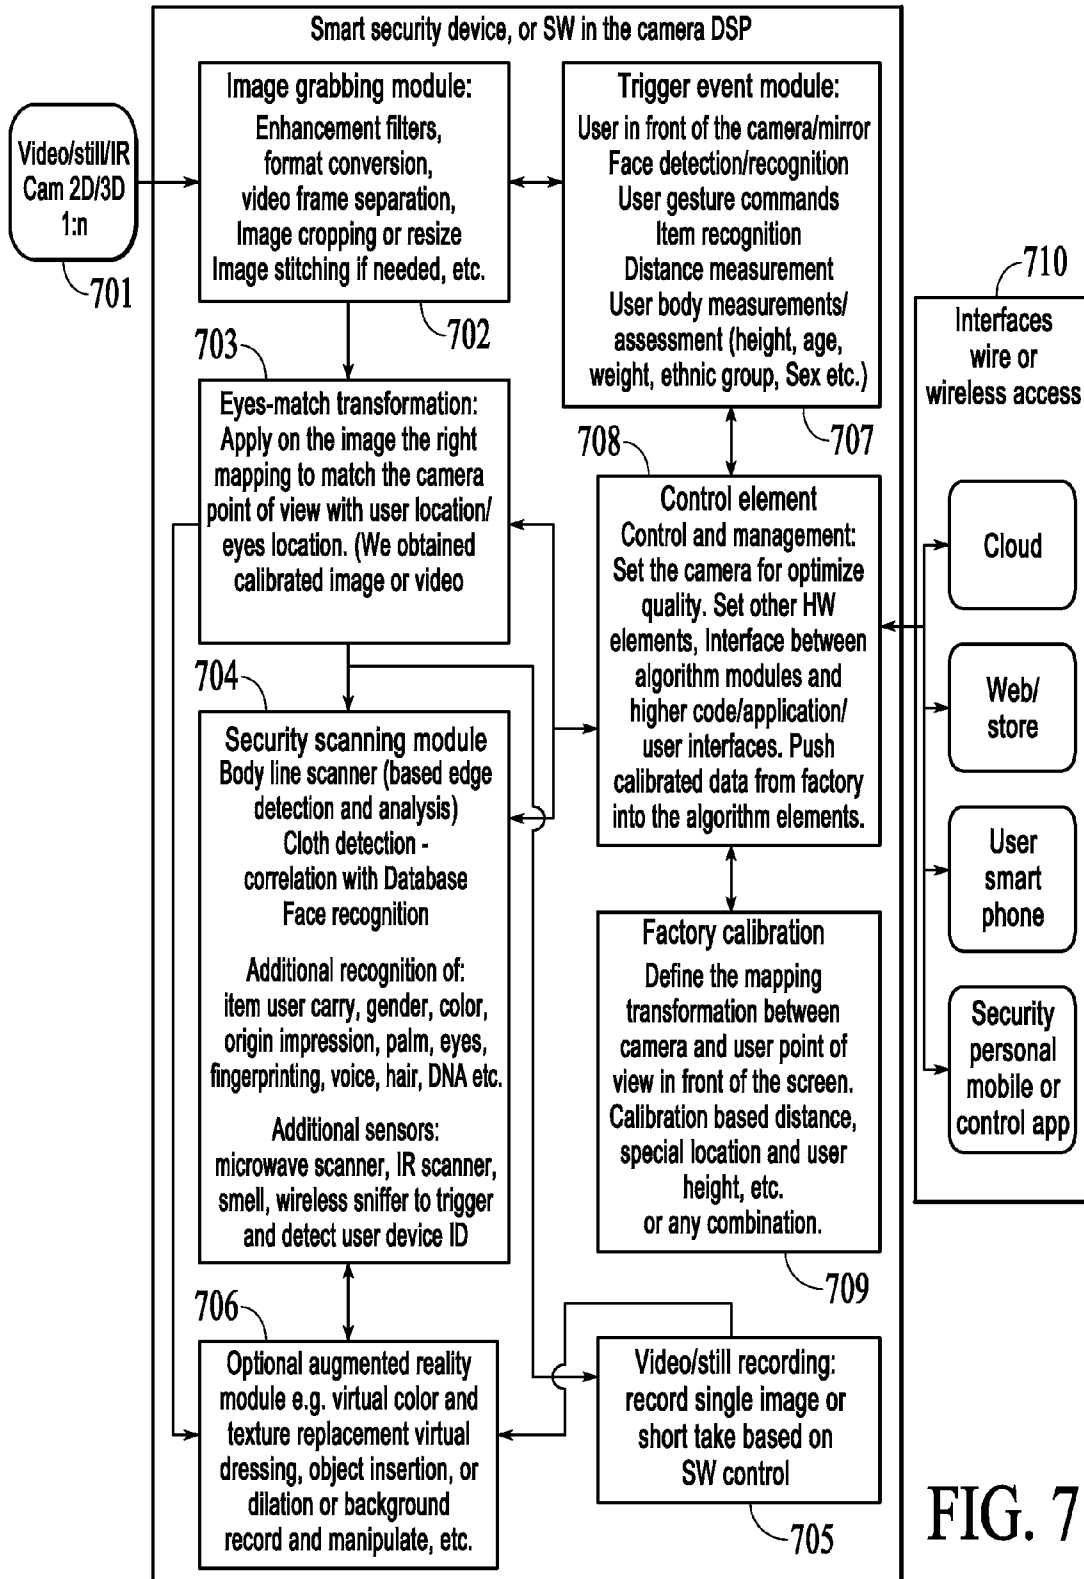 Smart security device, or SW in the camera DSP
Video/still/IR
Cam 2D/3D
1:n
701
Image grabbing module:
Enhancement filters,
format conversion,
video frame separation,
Image cropping or resize
Image stitching if needed, etc.
702
Trigger event module:
User in front of the camera/mirror
Face detection/recognition
User gesture commands
Item recognition
Distance measurement
User body measurements/
assessment (height, age,
weight, ethnic group, Sex etc.)
707
703
Eyes-match transformation:
Apply on the image the right
mapping to match the camera
point of view with user location/
eyes location. (We obtained
calibrated image or video
708
Control element
Control and management:
Set the camera for optimize
quality. Set other HW
elements, Interface between
algorithm modules and
higher code/application/
user interfaces. Push
calibrated data from factory
into the algorithm elements.
704
Security scanning module
Body line scanner (based edge
detection and analysis)
Cloth detection -
correlation with Database
Face recognition
Additional recognition of:
item user carry, gender, color,
origin impression, palm, eyes,
fingerprinting, voice, hair, DNA etc.
Additional sensors:
microwave scanner, IR scanner,
smell, wireless sniffer to trigger
and detect user device ID
Factory calibration
Define the mapping
transformation between
camera and user point of
view in front of the screen.
Calibration based distance,
special location and user
height, etc.
or any combination.
709
706
Optional augmented reality
module e.g. virtual color and
texture replacement virtual
dressing, object insertion, or
dilation or background
record and manipulate, etc.
Video/still recording:
record single image or
short take based on
SW control
705
710
Interfaces
wire or
wireless access
Cloud
Web/
store
User
smart
phone
Security
personal
mobile or
control app
FIG. 7